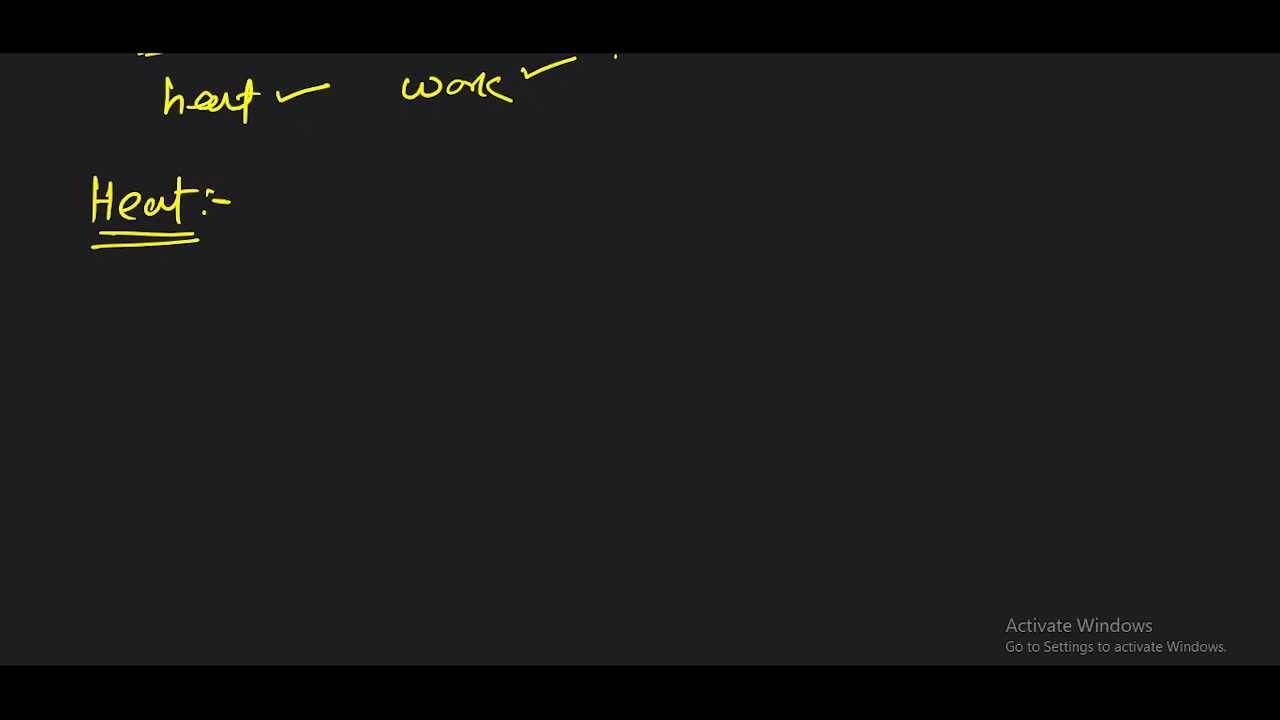 heat ✓ work ✓
Heat :-
Activate Windows
Go to Settings to activate Windows.